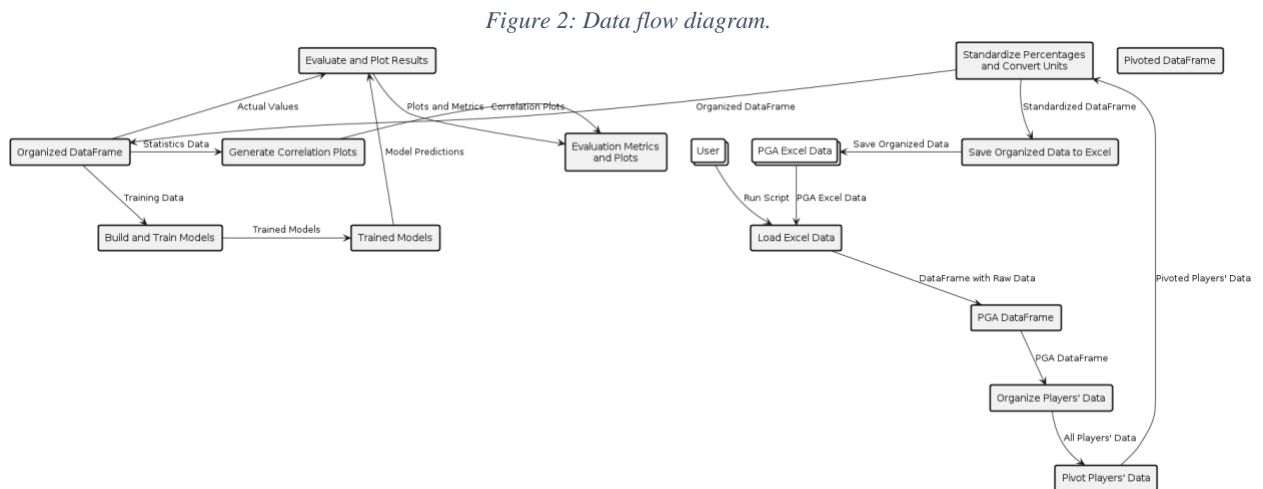 Figure 2: Data flow diagram.
Evaluate and Plot Results
Standardize Percentages
and Convert Units
Pivoted DataFrame
Actual Values
Plots and Metrics
Correlation Plots
Organized DataFrame
Standardized DataFrame
Organized DataFrame
Statistics Data
Generate Correlation Plots
Model Predictions
Evaluation Metrics
and Plots
User
PGA Excel Data
Save Organized Data
Save Organized Data to Excel
Training Data
Run Script
PGA Excel Data
Build and Train Models
Trained Models
Trained Models
Load Excel Data
DataFrame with Raw Data
Pivoted Players' Data
PGA DataFrame
PGA DataFrame
Organize Players' Data
All Players' Data
Pivot Players' Data